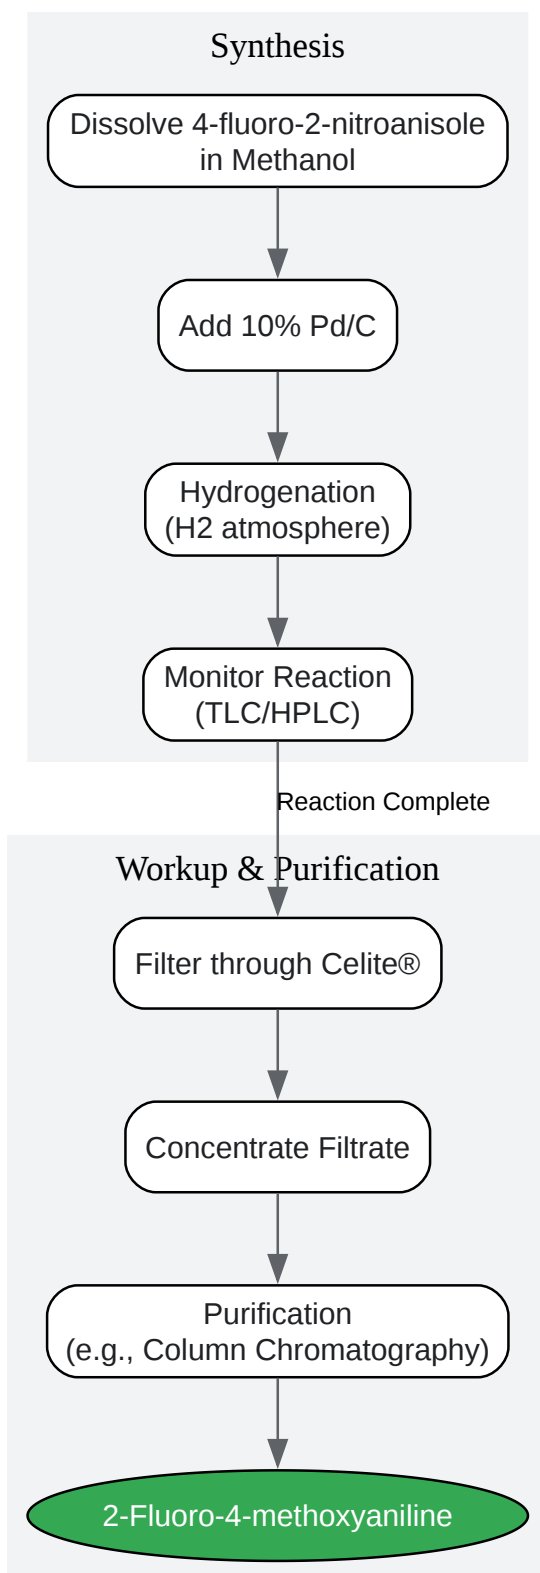 Synthesis
Dissolve 4-fluoro-2-nitroanisole
in Methanol
Add 10% Pd/C
Hydrogenation
(H2 atmosphere)
Monitor Reaction
(TLC/HPLC)
Reaction Complete
Workup & Purification
Filter through Celite®
Concentrate Filtrate
Purification
(e.g., Column Chromatography)
2-Fluoro-4-methoxyaniline